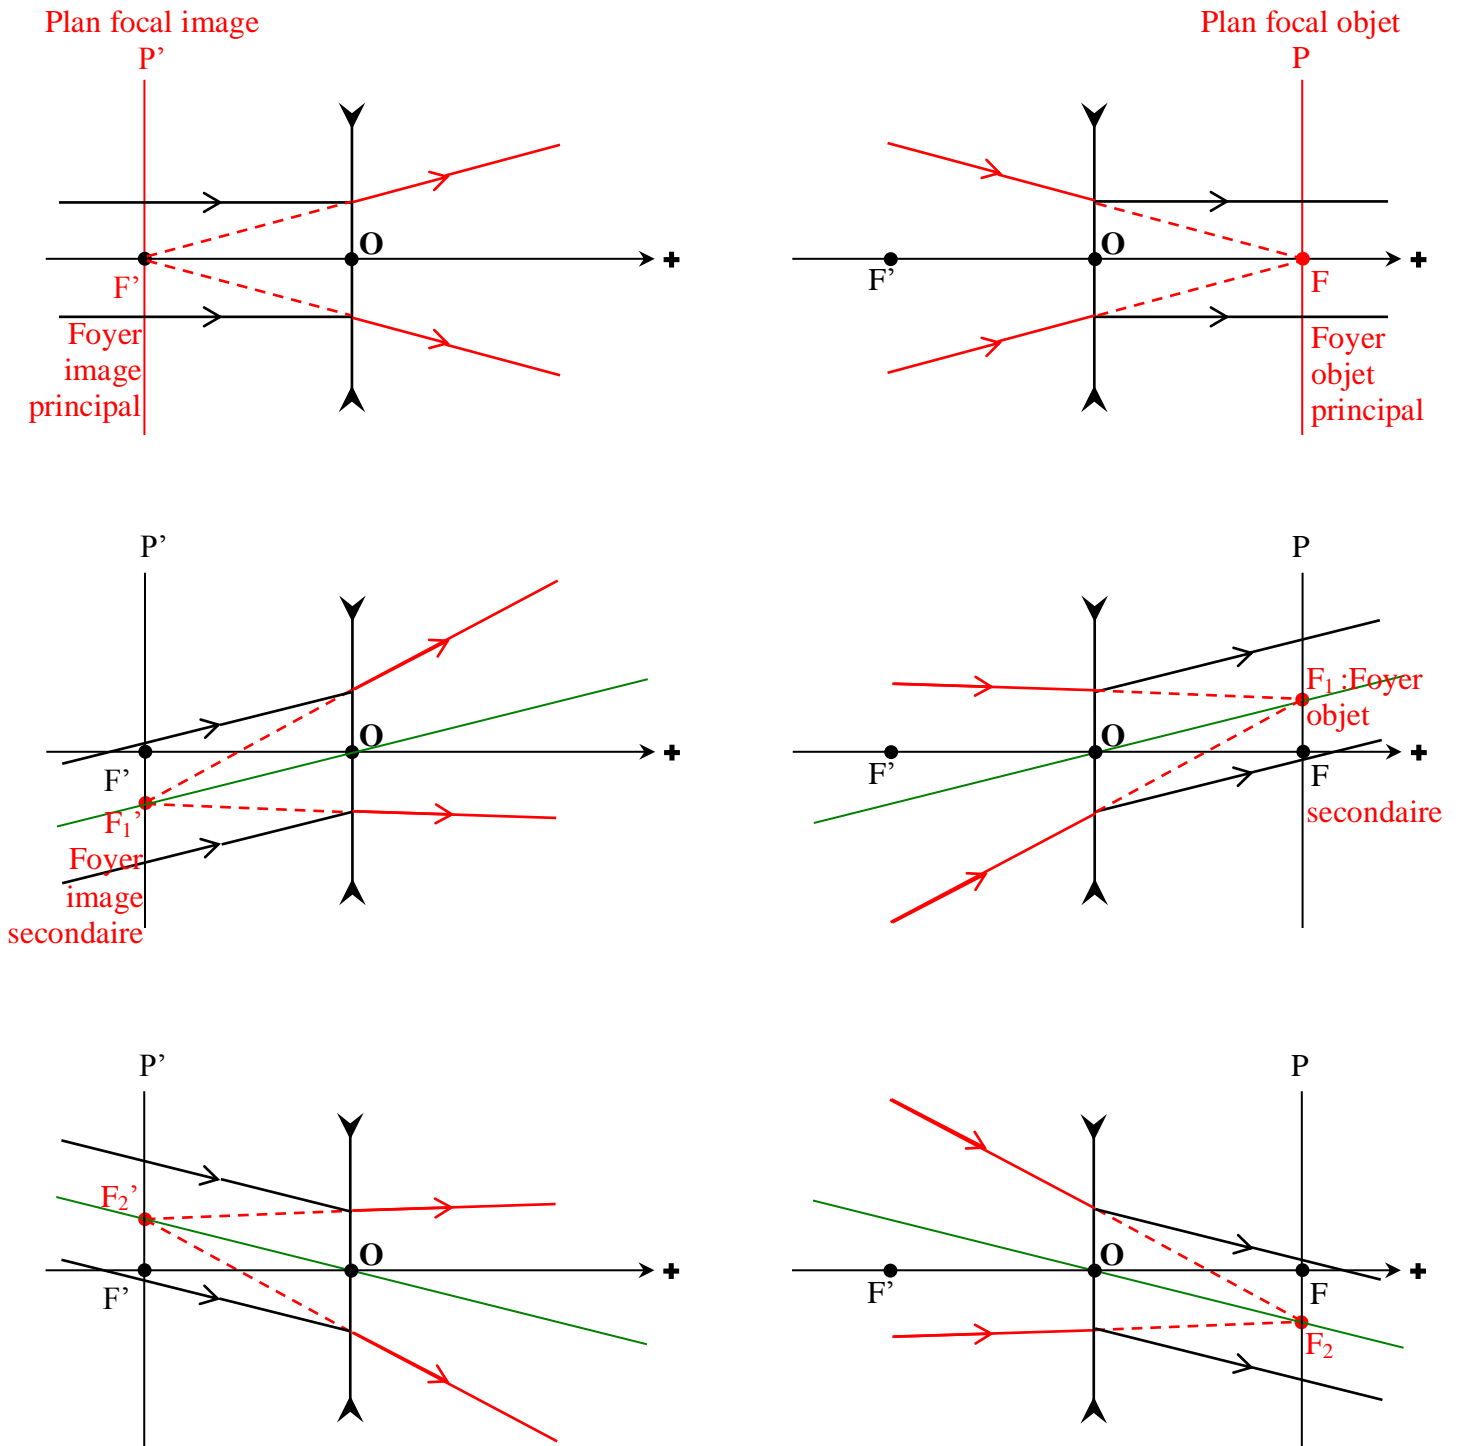 Plan focal image
P’
O
F’
+
Foyer
image
principal
Plan focal objet
P
O
F’
F
+
Foyer
objet
principal
P’
O
F’
+
F₁’
Foyer
image
secondaire
P
F₁ :Foyer
objet
O
F’
F
+
secondaire
P’
F₂’
O
F’
+
P
O
F’
F
+
F₂